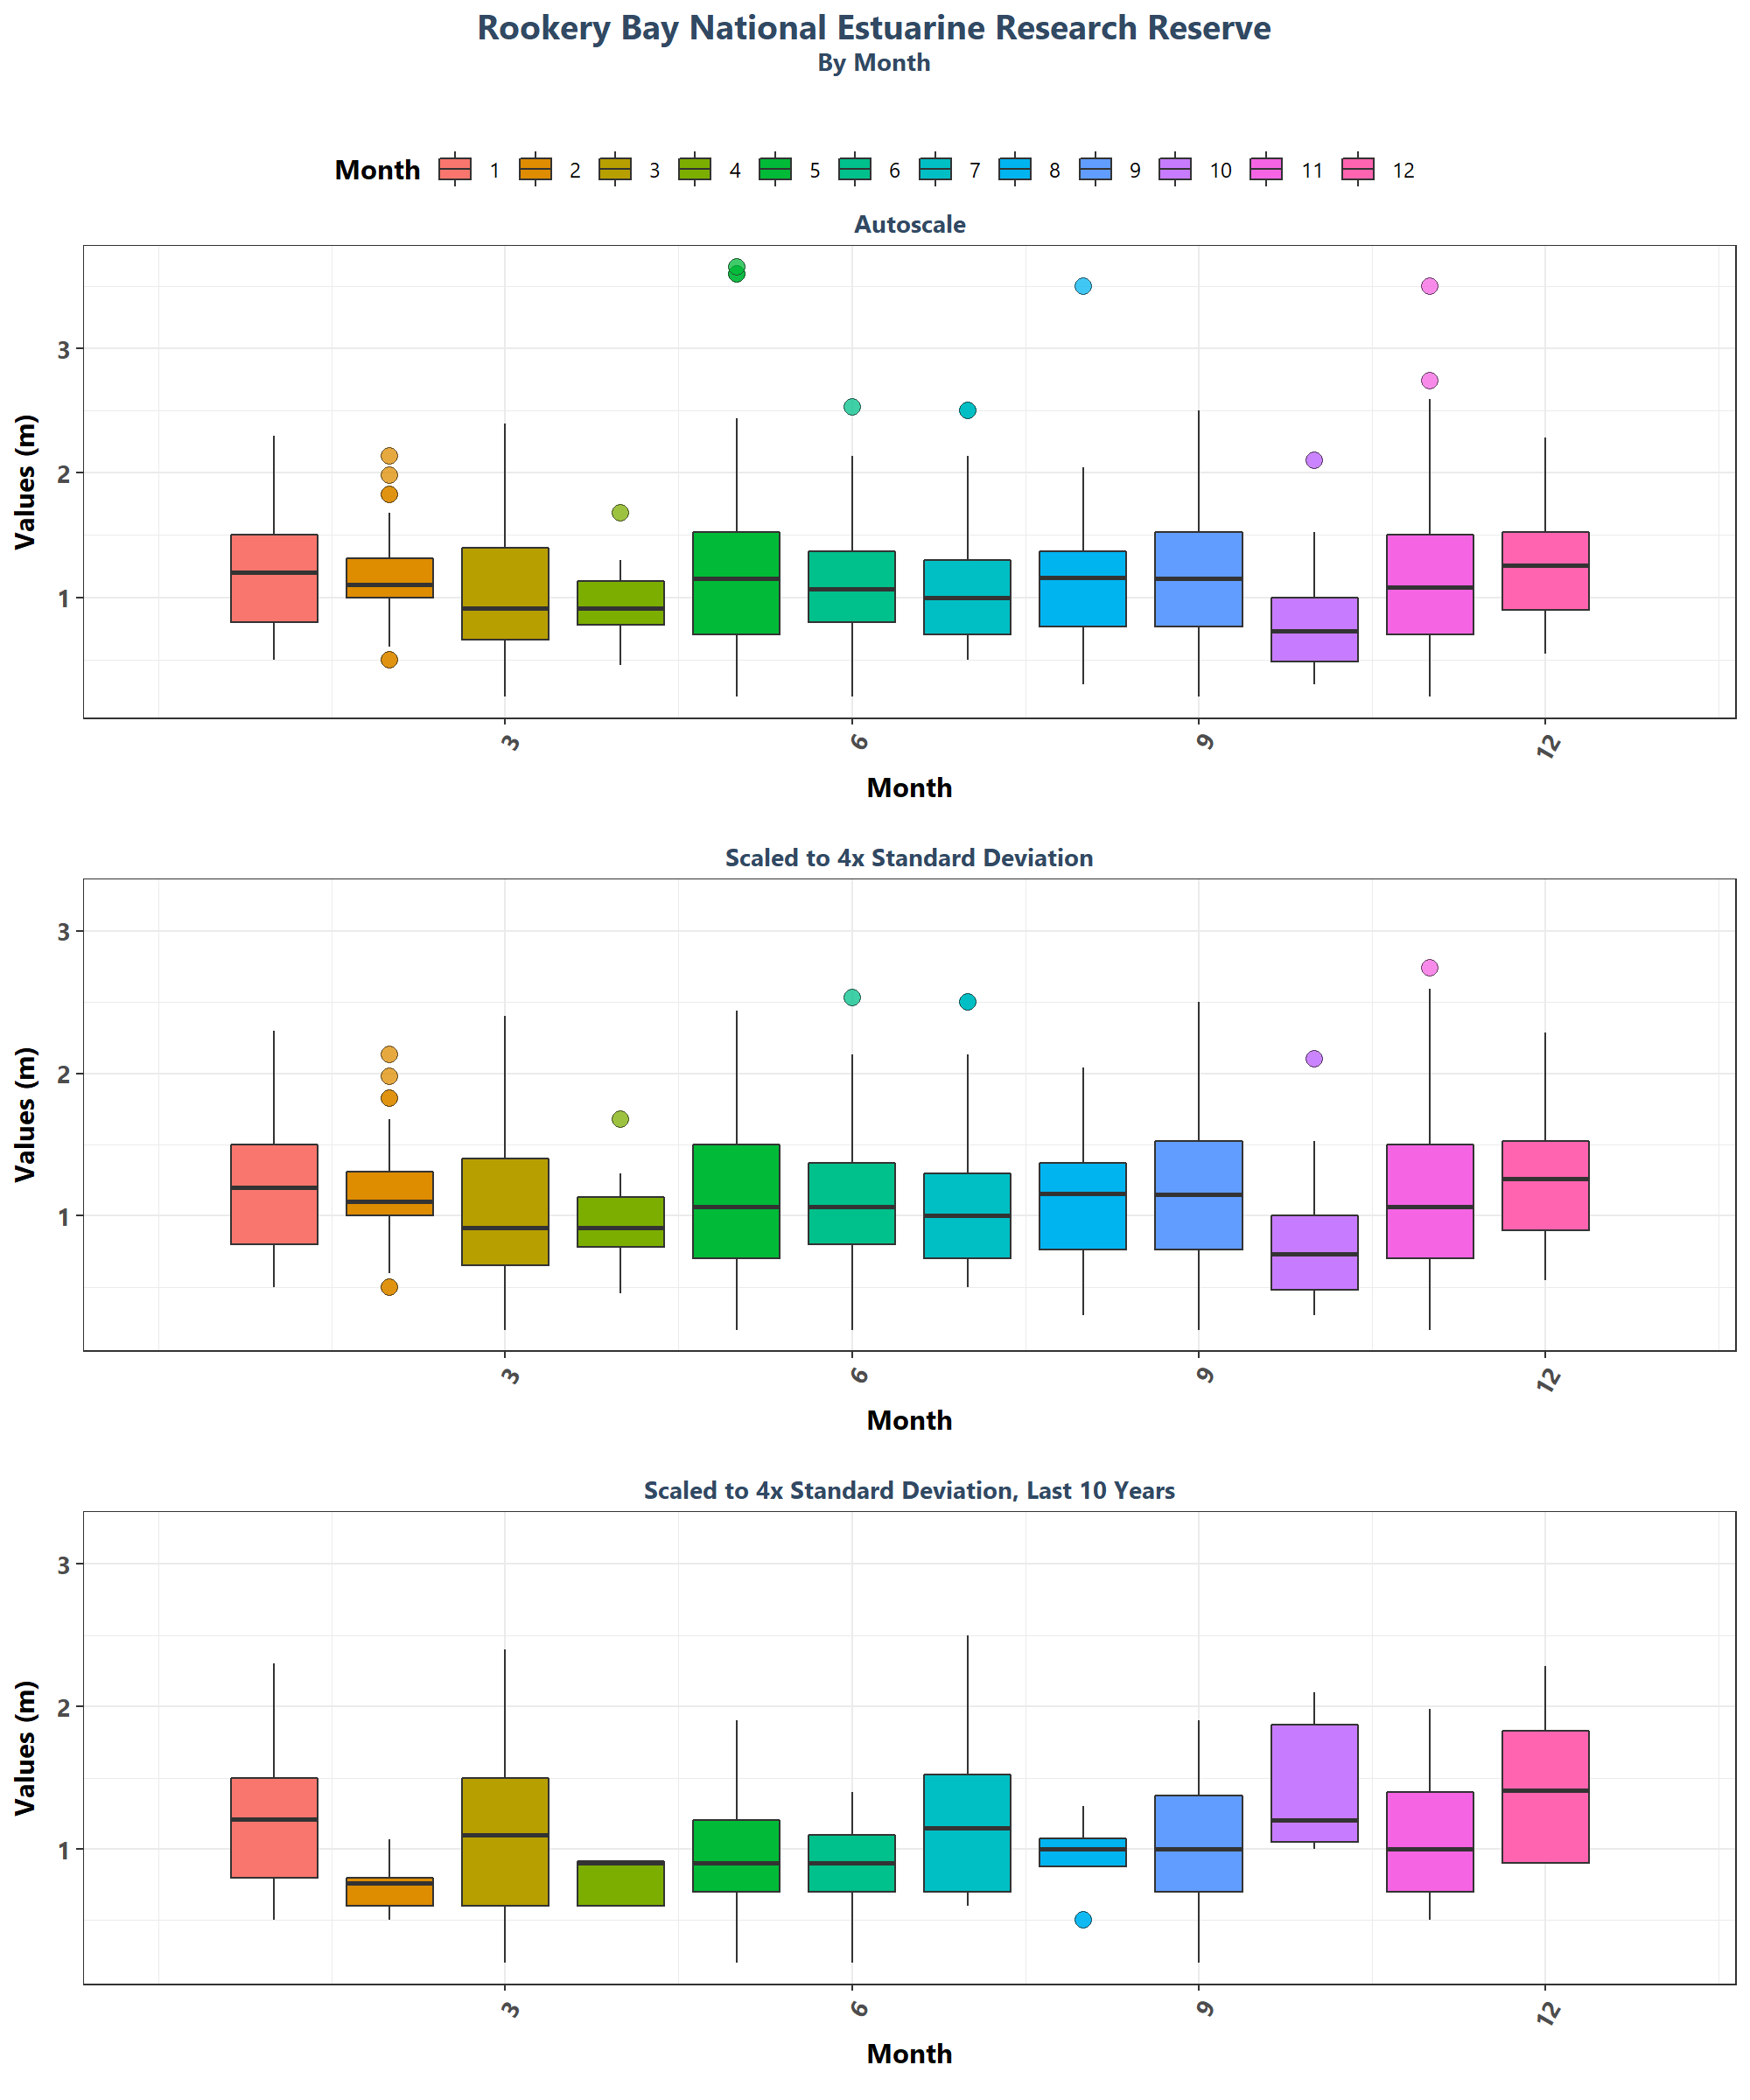 Rookery Bay National Estuarine Research Reserve
By Month
Month 1 2 3 4 5 6 7 8 9 10 11 12
Autoscale
Values (m)
3
2
1
3 6 9 12
Month
Scaled to 4x Standard Deviation
Values (m)
3
2
1
3 6 9 12
Month
Scaled to 4x Standard Deviation, Last 10 Years
Values (m)
3
2
1
3 6 9 12
Month